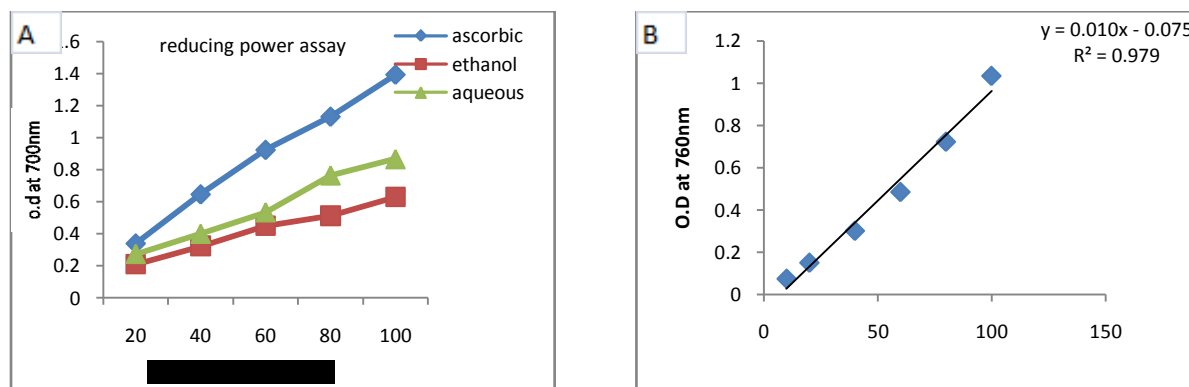 A
reducing power assay
ascorbic
ethanol
aqueous
o.d at 700nm
1.6
1.4
1.2
1
0.8
0.6
0.4
0.2
0
20 40 60 80 100
B
y = 0.010x - 0.075
R² = 0.979
O.D at 760nm
1.2
1
0.8
0.6
0.4
0.2
0
0 50 100 150